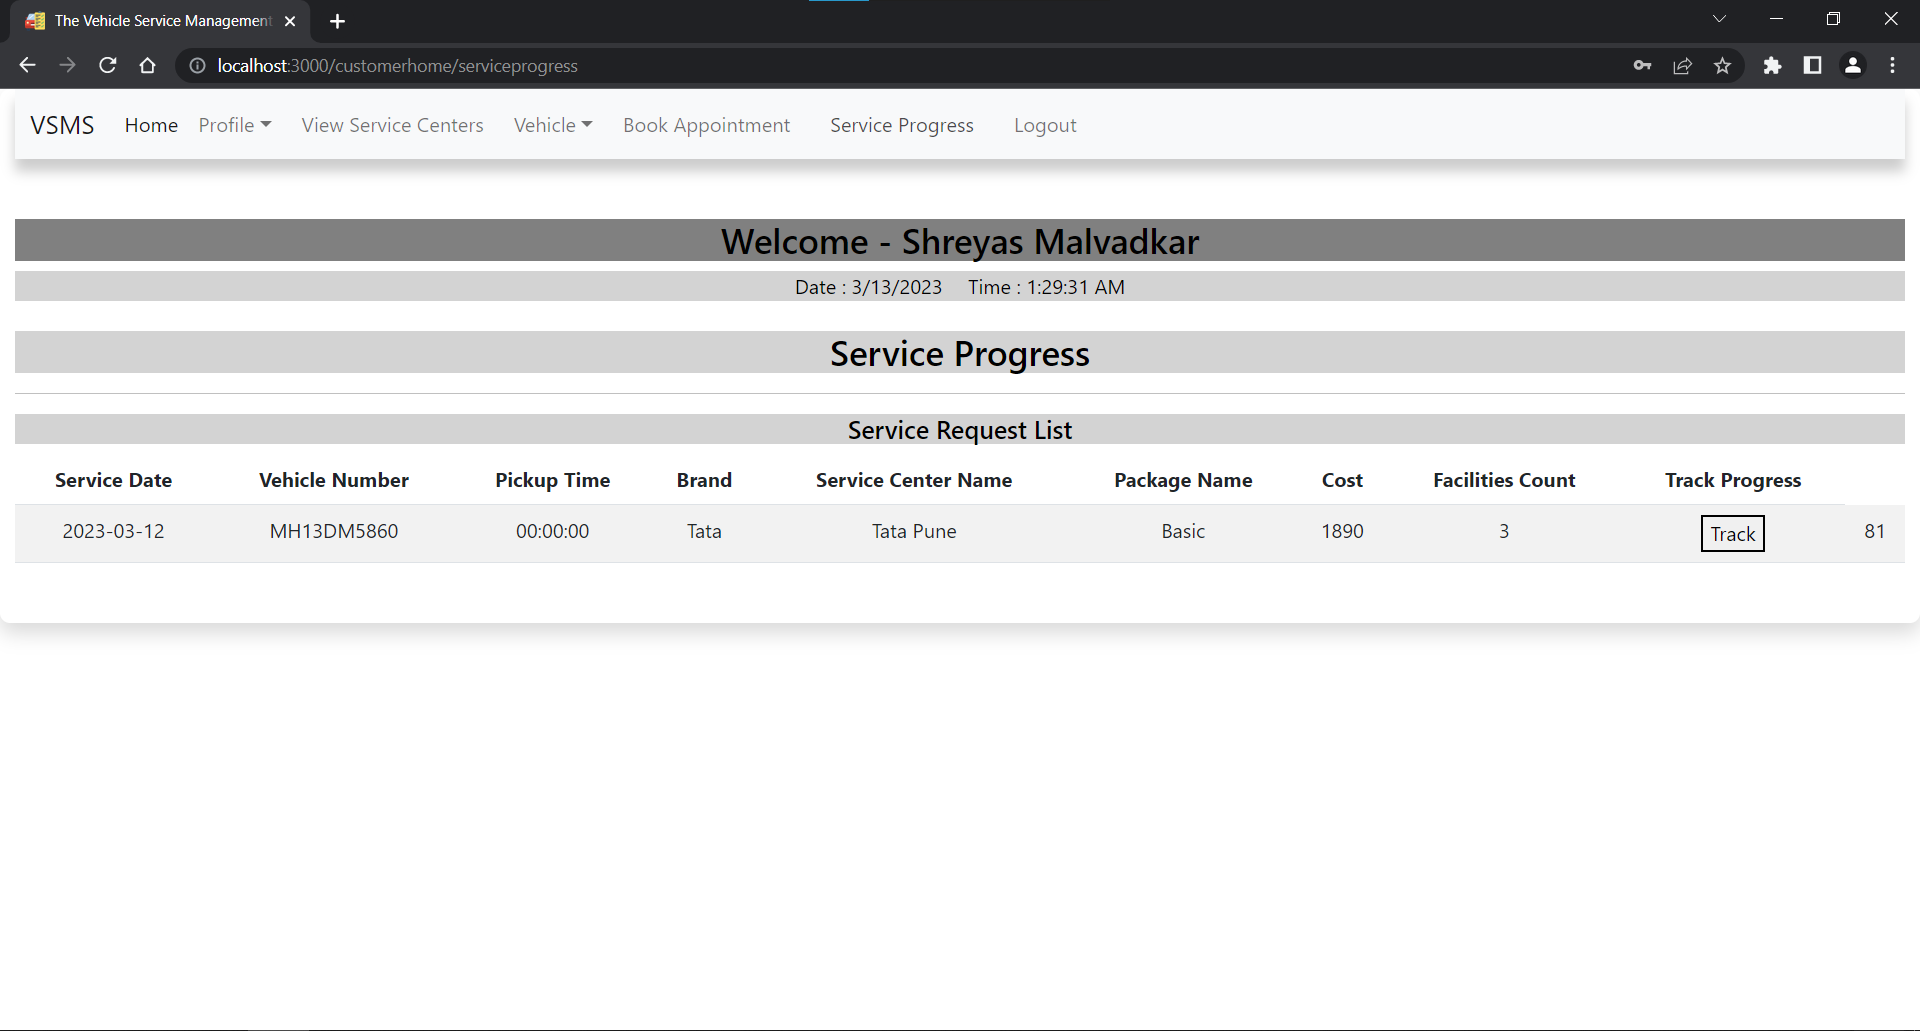 The Vehicle Service Management
localhost:3000/customerhome/serviceprogress
VSMS Home Profile View Service Centers Vehicle Book Appointment Service Progress Logout
Welcome - Shreyas Malvadkar
Date : 3/13/2023 Time : 1:29:31 AM
Service Progress
Service Request List
Service Date Vehicle Number Pickup Time Brand Service Center Name Package Name Cost Facilities Count Track Progress
2023-03-12 MH13DM5860 00:00:00 Tata Tata Pune Basic 1890 3 Track 81